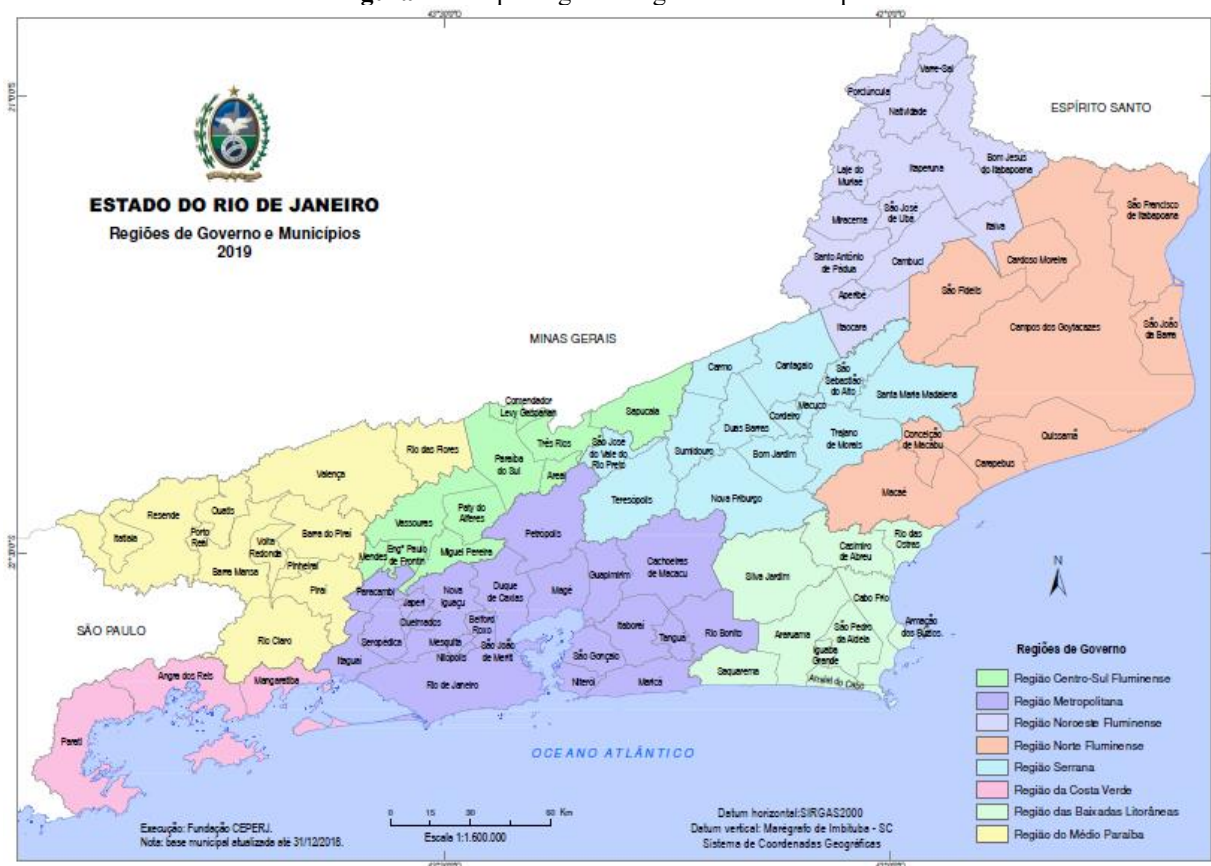 42°30'0"O
42°0'0"O
ESTADO DO RIO DE JANEIRO
Regiões de Governo e Municípios
2019
ESPÍRITO SANTO
MINAS GERAIS
SÃO PAULO
OCEANO ATLÂNTICO
Varre-Sai
Porciúncula
Natividade
Bom Jesus
do Itabapoana
Itaperuna
Laje do
Muriaé
São José
de Ubá
Miracema
Italva
Santo Antônio
de Pádua
Cambuci
Aperibé
Itaocara
São Francisco
de Itabapoana
Cardoso Moreira
São Fidelis
Campos dos Goytacazes
São João
da Barra
Conceição
de Macabu
Quissamã
Carapebus
Macaé
Carmo
Cantagalo
São
Sebastião
do Alto
Santa Maria Madalena
Macuco
Cordeiro
Duas Barras
Trajano
de Morais
Sumidouro
Bom Jardim
São José
do Vale do
Rio Preto
Teresópolis
Nova Friburgo
Comendador
Levy Gasparian
Sapucaia
Três Rios
Paraíba
do Sul
Areal
Paty do
Alferes
Vassouras
Engº Paulo
de Frontin
Mendes
Miguel Pereira
Rio das Flores
Valença
Resende
Quatis
Itatiaia
Porto
Real
Volta
Redonda
Barra do Piraí
Barra Mansa
Pinheiral
Piraí
Rio Claro
Petrópolis
Cachoeiras
de Macacu
Guapimirim
Paracambi
Japeri
Nova
Iguaçu
Duque
de Caxias
Magé
Queimados
Belford
Roxo
Itaboraí
Seropédica
Mesquita
São João
de Meriti
Tanguá
Rio Bonito
Nilópolis
Itaguaí
São Gonçalo
Rio de Janeiro
Niterói
Maricá
Rio das
Ostras
Casimiro
de Abreu
Silva Jardim
Cabo Frio
Armação
dos Búzios
Araruama
São Pedro
da Aldeia
Iguaba
Grande
Saquarema
Arraial do Cabo
Angra dos Reis
Mangaratiba
Parati
N
Regiões de Governo
Região Centro-Sul Fluminense
Região Metropolitana
Região Noroeste Fluminense
Região Norte Fluminense
Região Serrana
Região da Costa Verde
Região das Baixadas Litorâneas
Região do Médio Paraíba
0 15 30 60 Km
Escala 1:1.600.000
Execução: Fundação CEPERJ.
Nota: base municipal atualizada até 31/12/2018.
Datum horizontal:SIRGAS2000
Datum vertical: Marégrafo de Imbituba - SC
Sistema de Coordenadas Geográficas